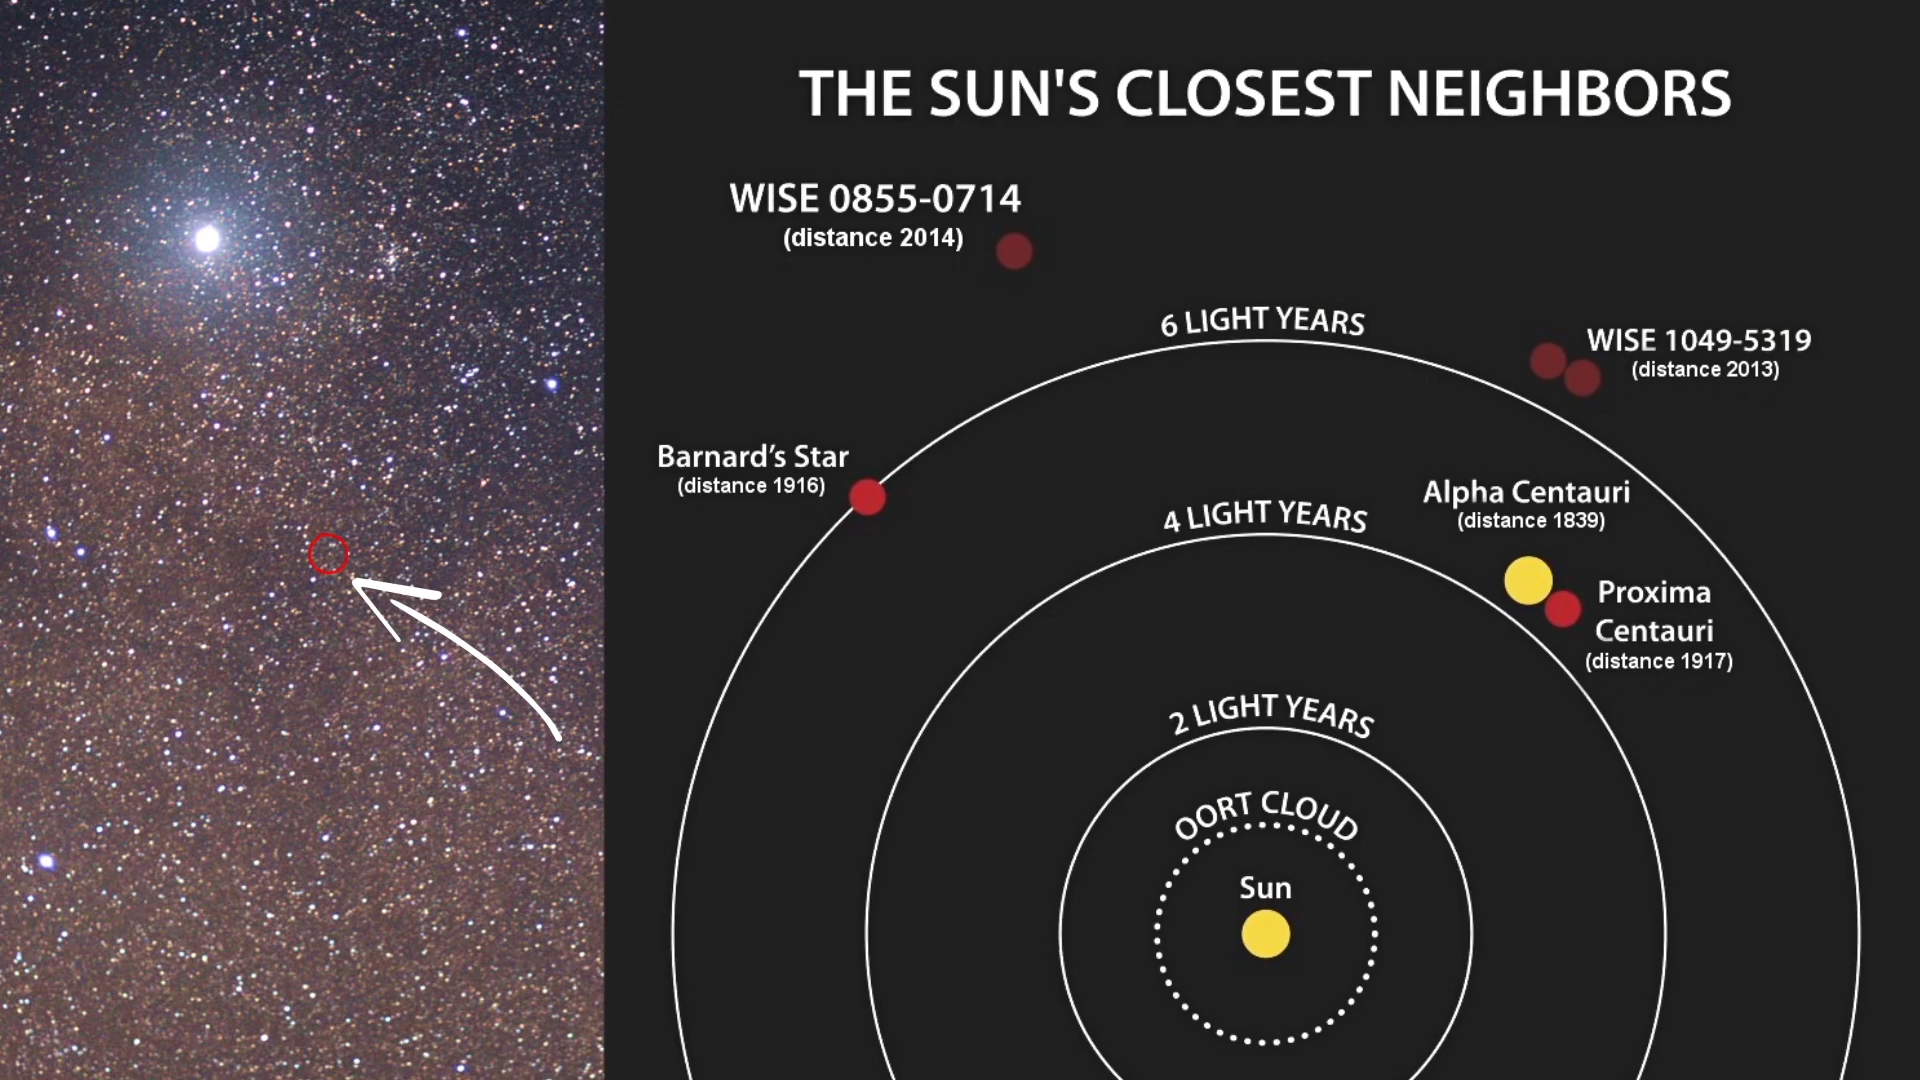 THE SUN'S CLOSEST NEIGHBORS
WISE 0855-0714
(distance 2014)
6 LIGHT YEARS
WISE 1049-5319
(distance 2013)
Barnard’s Star
(distance 1916)
Alpha Centauri
(distance 1839)
4 LIGHT YEARS
Proxima
Centauri
(distance 1917)
2 LIGHT YEARS
OORT CLOUD
Sun